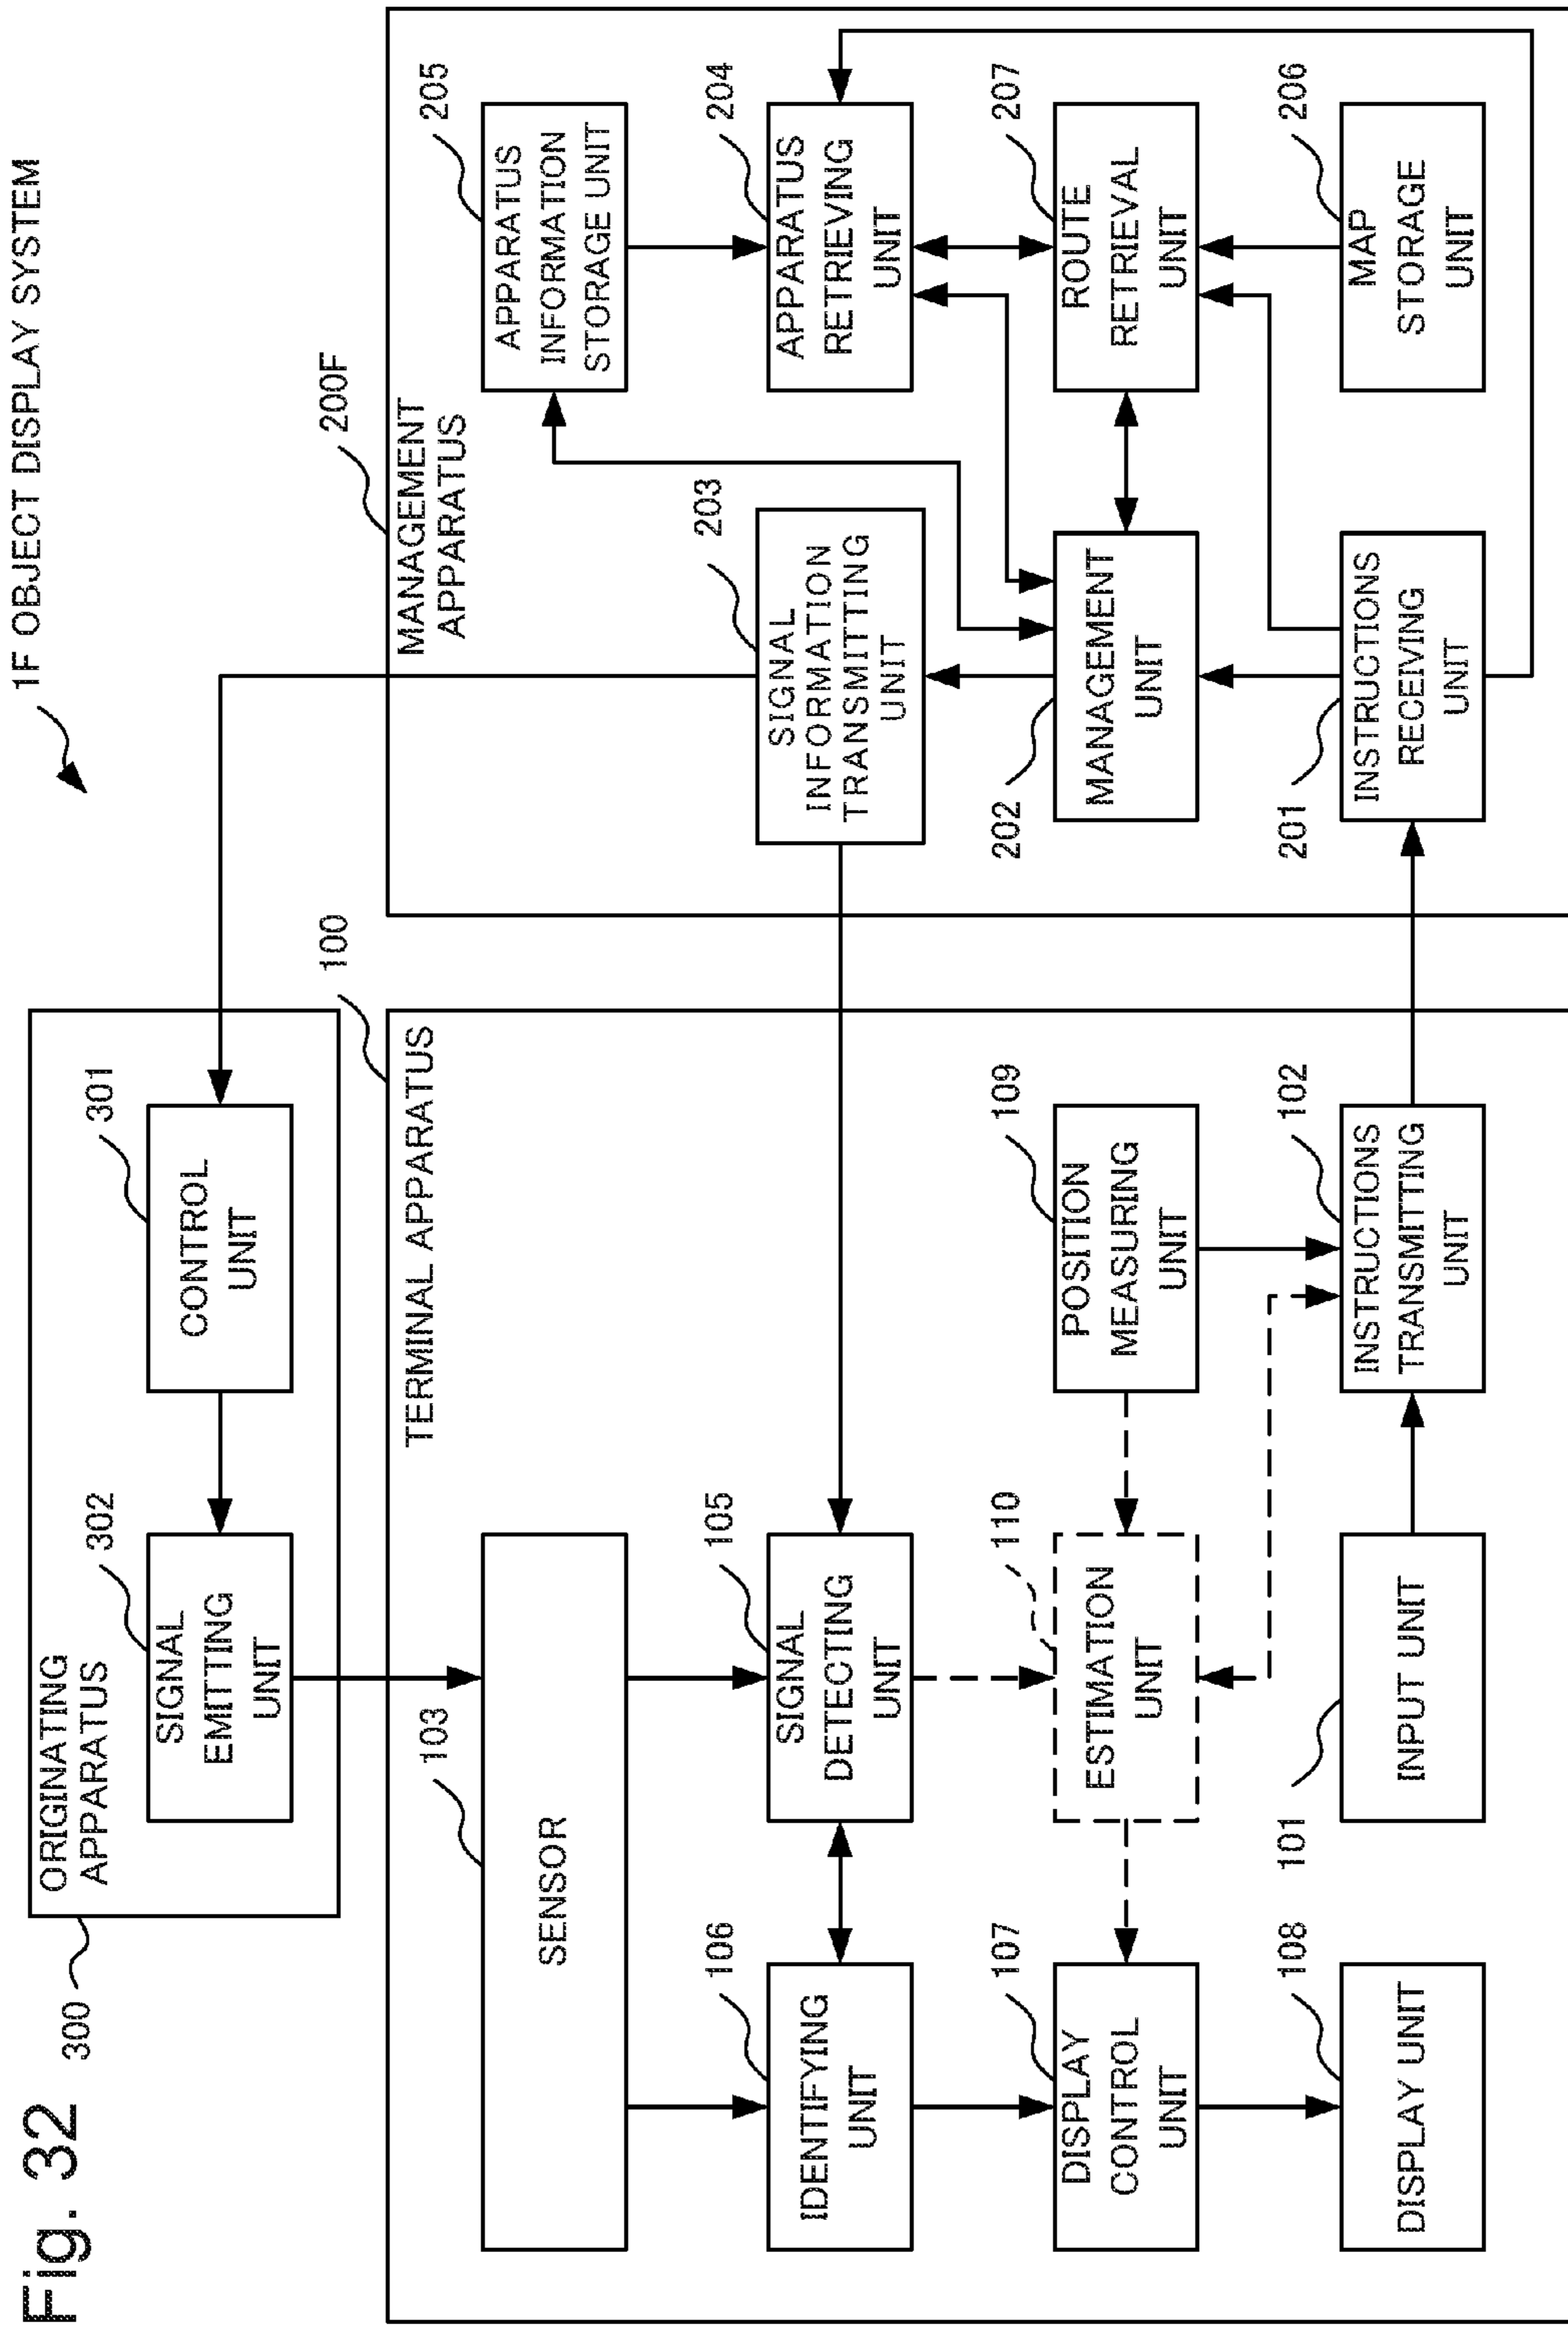 Fig. 32
1F OBJECT DISPLAY SYSTEM
300
ORIGINATING
APPARATUS
302
SIGNAL
EMITTING
UNIT
301
CONTROL
UNIT
100
TERMINAL APPARATUS
103
SENSOR
106
IDENTIFYING
UNIT
105
SIGNAL
DETECTING
UNIT
107
DISPLAY
CONTROL
UNIT
110
ESTIMATION
UNIT
109
POSITION
MEASURING
UNIT
108
DISPLAY UNIT
101
INPUT UNIT
102
INSTRUCTIONS
TRANSMITTING
UNIT
200F
MANAGEMENT
APPARATUS
205
APPARATUS
INFORMATION
STORAGE UNIT
203
SIGNAL
INFORMATION
TRANSMITTING
UNIT
204
APPARATUS
RETRIEVING
UNIT
202
MANAGEMENT
UNIT
207
ROUTE
RETRIEVAL
UNIT
201
INSTRUCTIONS
RECEIVING
UNIT
206
MAP
STORAGE
UNIT